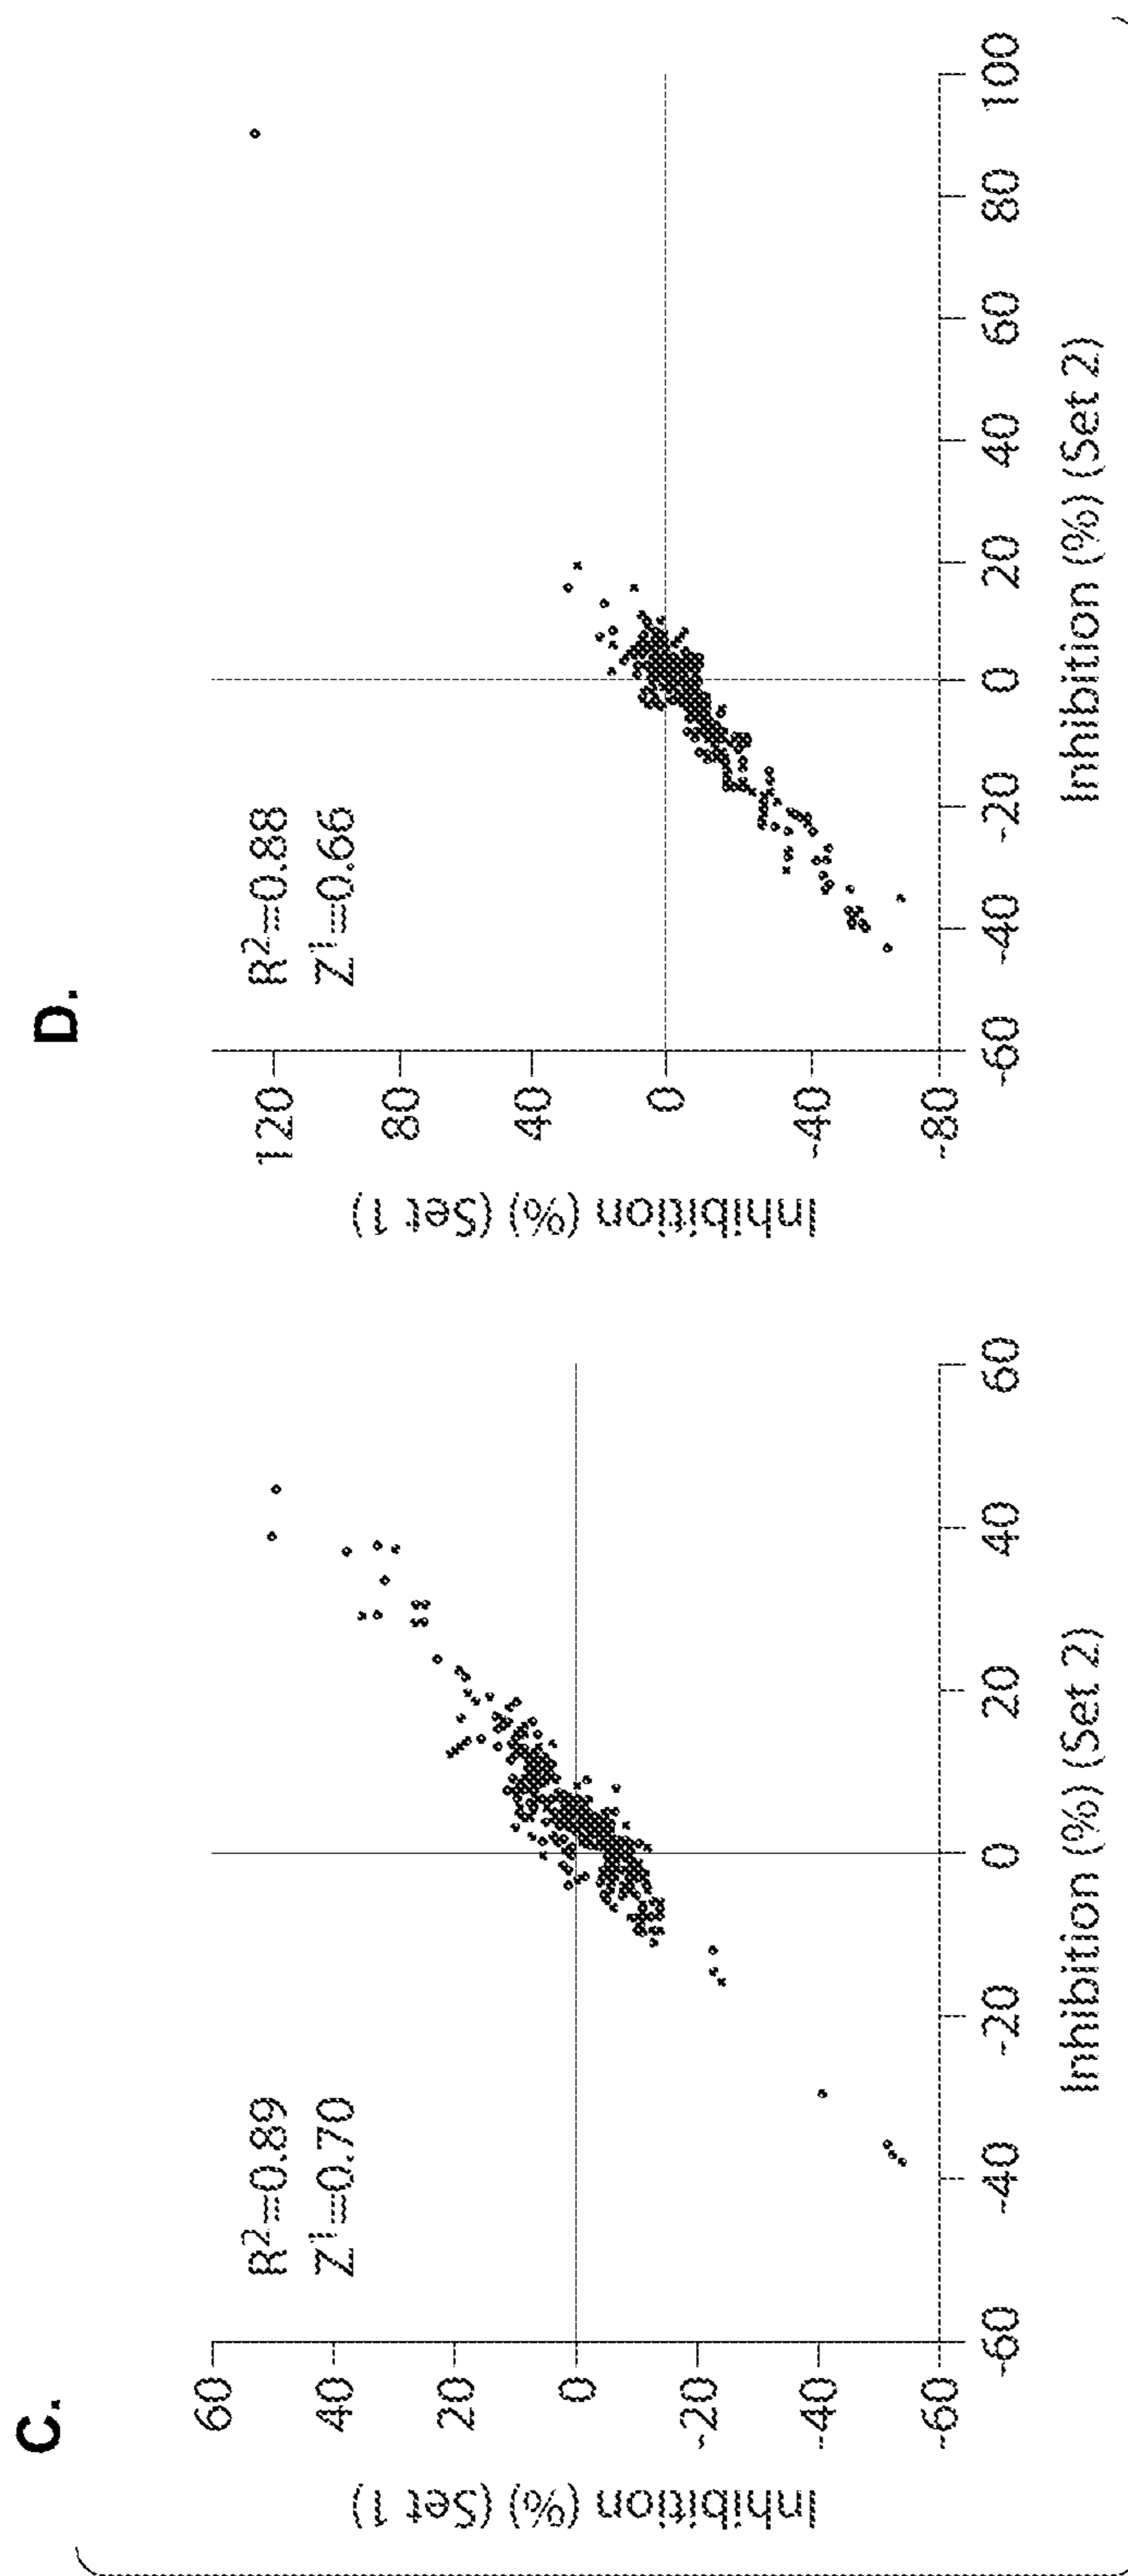 C.
R²=0.89
Z¹=0.70
Inhibition (%) (Set 1)
60
40
20
0
-20
-40
-60
-60 -40 -20 0 20 40 60
Inhibition (%) (Set 2)
D.
R²=0.88
Z¹=0.66
Inhibition (%) (Set 1)
120
80
40
0
-40
-80
-60 -40 -20 0 20 40 60 80 100
Inhibition (%) (Set 2)